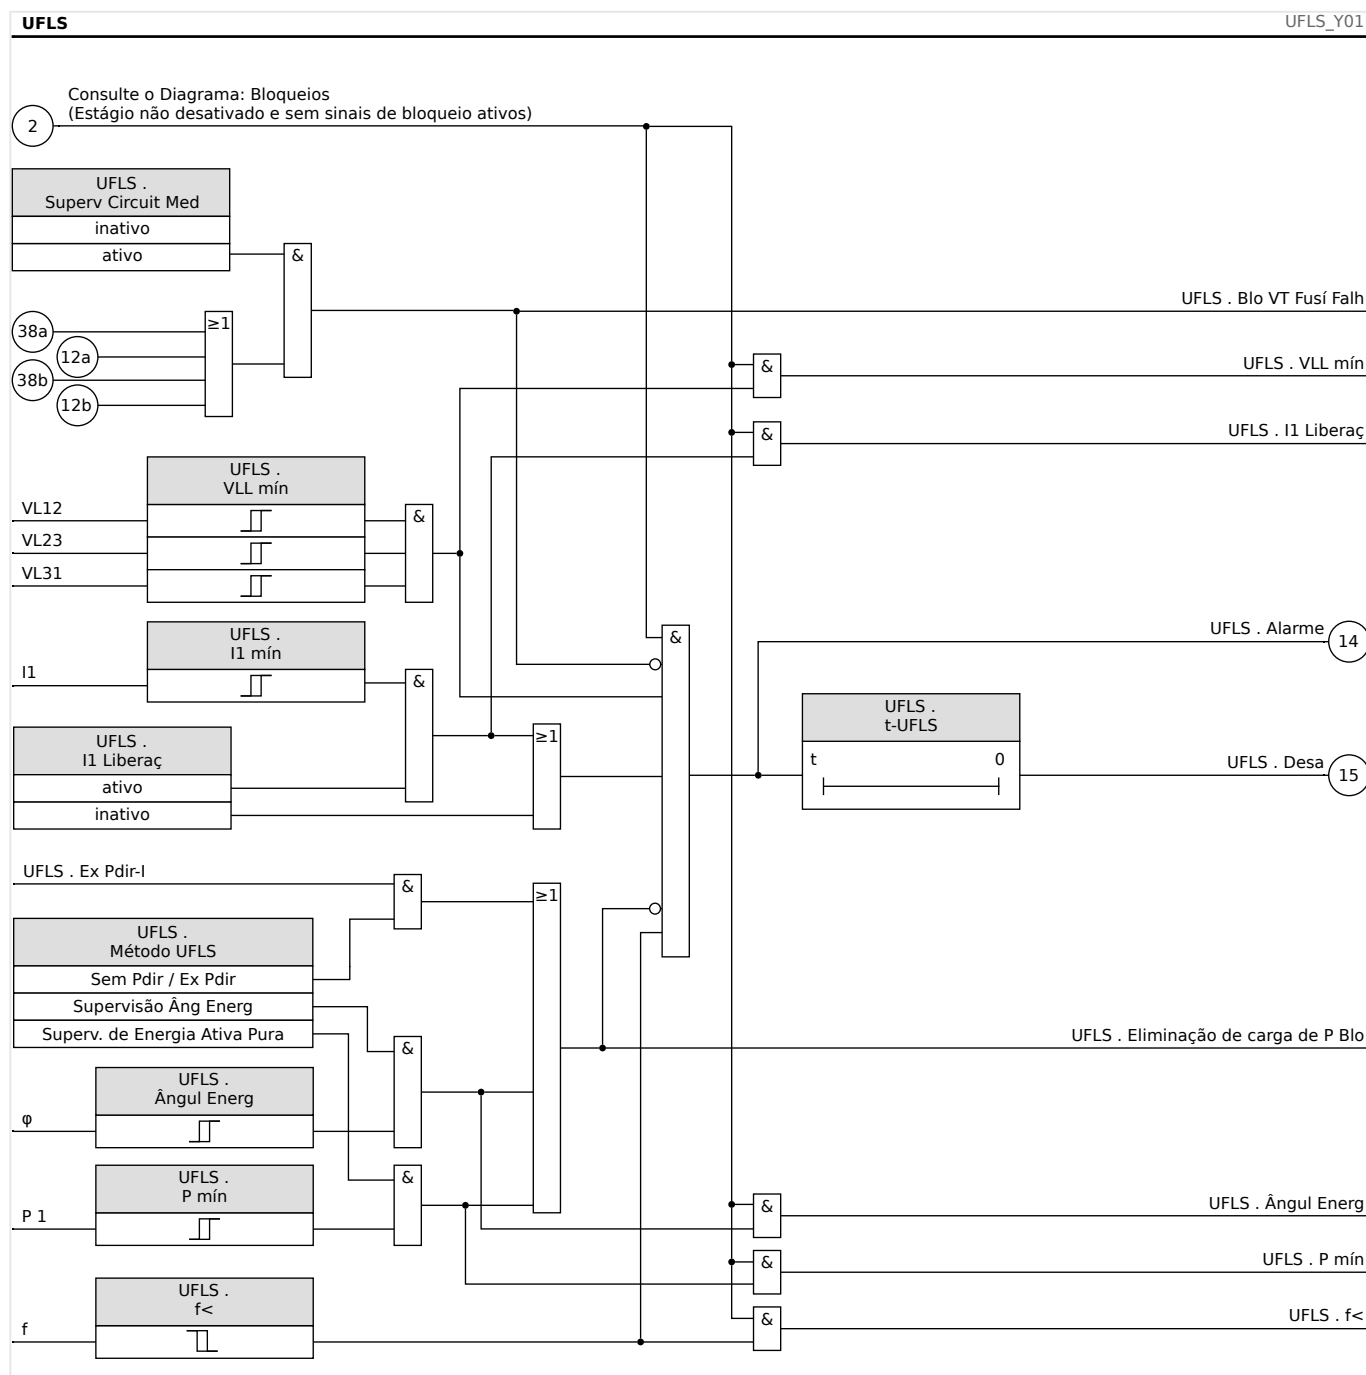 UFLS
UFLS_Y01
Consulte o Diagrama: Bloqueios
(Estágio não desativado e sem sinais de bloqueio ativos)
2
UFLS .
Superv Circuit Med
inativo
ativo
&
UFLS . Blo VT Fusí Falh
38a
≥1
12a
38b
12b
&
UFLS . VLL mín
&
UFLS . I1 Liberaç
UFLS .
VLL mín
VL12
VL23
VL31
&
UFLS .
I1 mín
I1
&
&
UFLS . Alarme
14
UFLS .
t-UFLS
t
0
UFLS . Desa
15
UFLS .
I1 Liberaç
ativo
inativo
≥1
UFLS . Ex Pdir-I
&
≥1
UFLS .
Método UFLS
Sem Pdir / Ex Pdir
Supervisão Âng Energ
Superv. de Energia Ativa Pura
&
UFLS . Eliminação de carga de P Blo
UFLS .
Ângul Energ
φ
UFLS .
P mín
P 1
&
&
UFLS . Ângul Energ
&
UFLS . P mín
UFLS .
f<
f
&
UFLS . f<